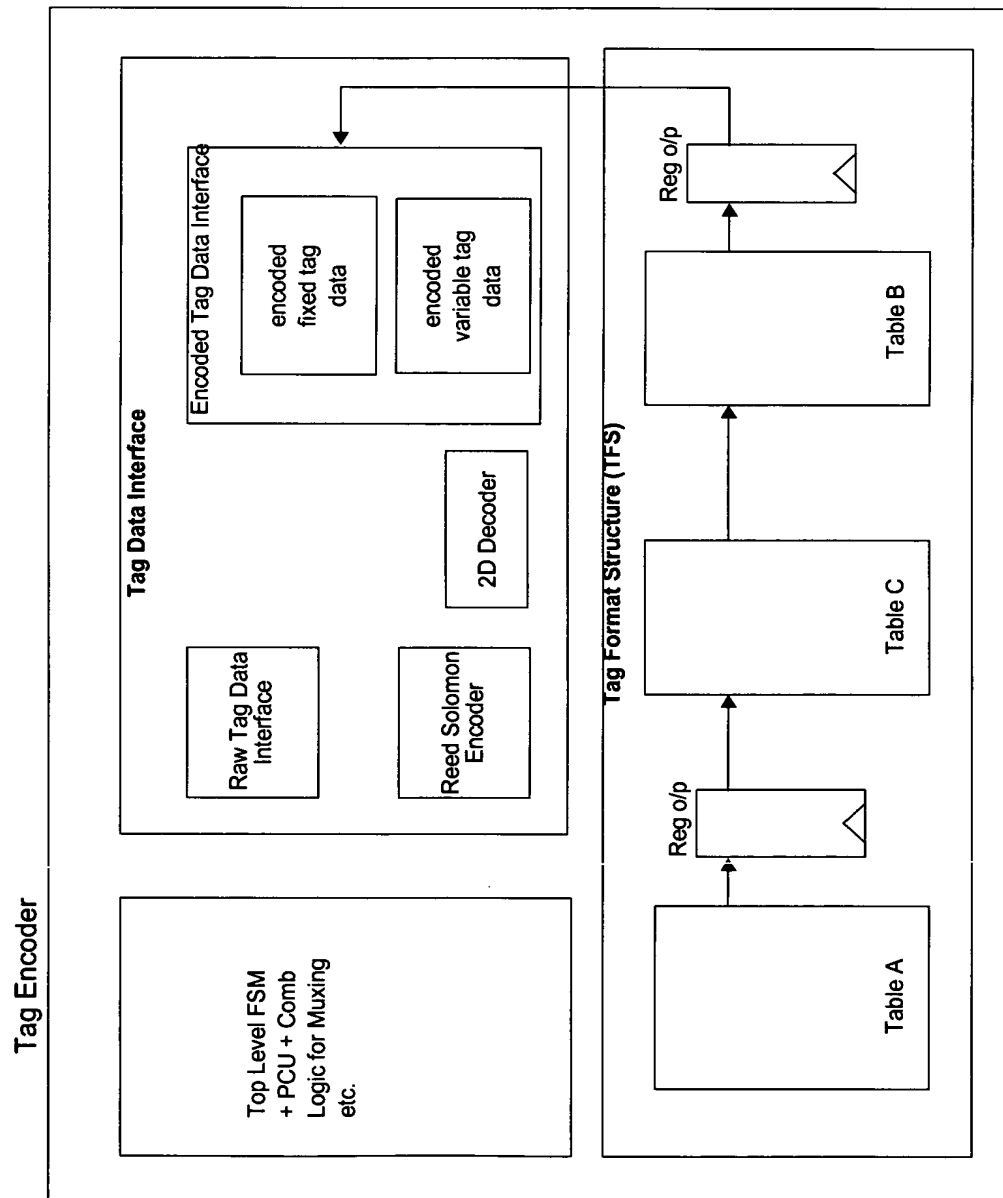 Tag Encoder
Top Level FSM
+ PCU + Comb
Logic for Muxing
etc.
Tag Data Interface
Raw Tag Data
Interface
Reed Solomon
Encoder
2D Decoder
Encoded Tag Data Interface
encoded
fixed tag
data
encoded
variable tag
data
Tag Format Structure (TFS)
Table A
Reg o/p
Table C
Table B
Reg o/p